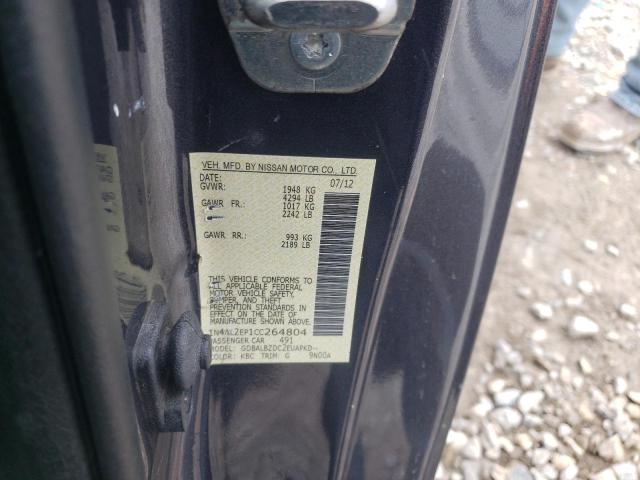 VEH. MFD. BY NISSAN MOTOR CO., LTD.
DATE: 07/12
GVWR: 1948 KG
4294 LB
GAWR FR.: 1017 KG
2242 LB
GAWR RR.: 993 KG
2189 LB
THIS VEHICLE CONFORMS TO
ALL APPLICABLE FEDERAL
MOTOR VEHICLE SAFETY,
BUMPER, AND THEFT
PREVENTION STANDARDS
IN EFFECT ON THE DATE OF
MANUFACTURE SHOWN ABOVE.
1N4AL2EP1CC264804
PASSENGER CAR 491
MODEL: GDBALBZDC2EUAPKD--
COLOR: KBC TRIM: G 9N00A